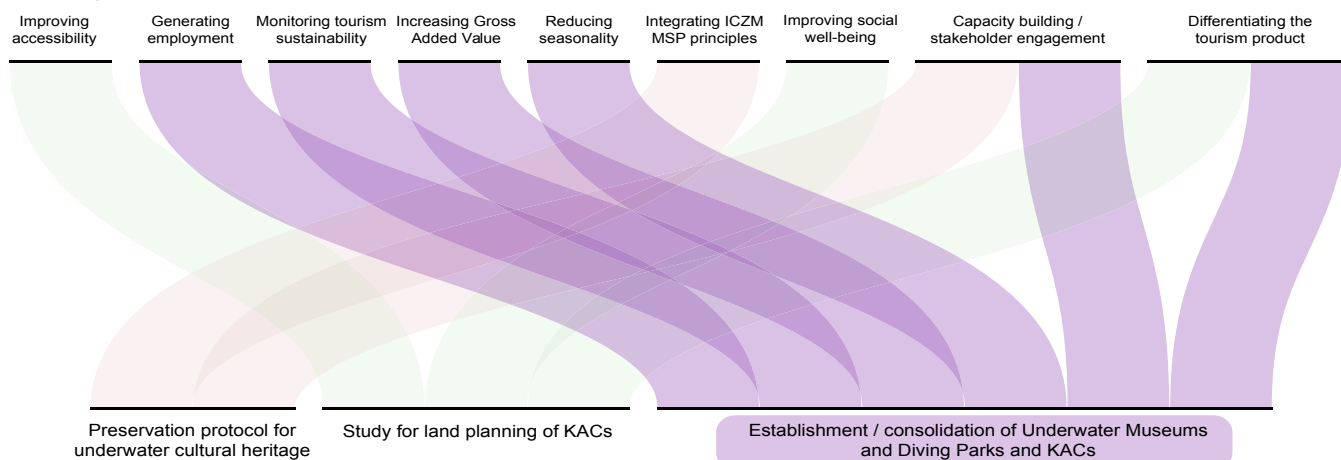 Improving
accessibility
Generating
employment
Monitoring tourism
sustainability
Increasing Gross
Added Value
Reducing
seasonality
Integrating ICZM
MSP principles
Improving social
well-being
Capacity building /
stakeholder engagement
Differentiating the
tourism product
Preservation protocol for
underwater cultural heritage
Study for land planning of KACs
Establishment / consolidation of Underwater Museums
and Diving Parks and KACs